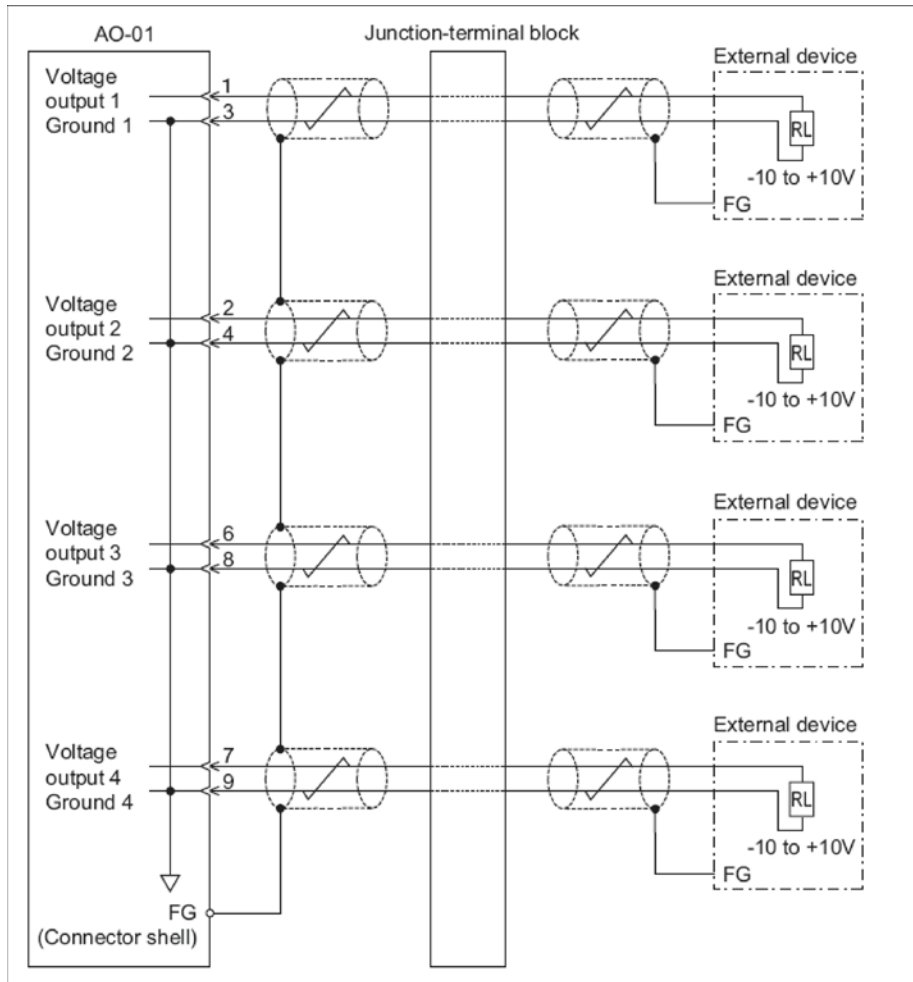 AO-01
Junction-terminal block
External device
Voltage
output 1
Ground 1
1
3
RL
-10 to +10V
FG
External device
Voltage
output 2
Ground 2
2
4
RL
-10 to +10V
FG
External device
Voltage
output 3
Ground 3
6
8
RL
-10 to +10V
FG
External device
Voltage
output 4
Ground 4
7
9
RL
-10 to +10V
FG
FG
(Connector shell)